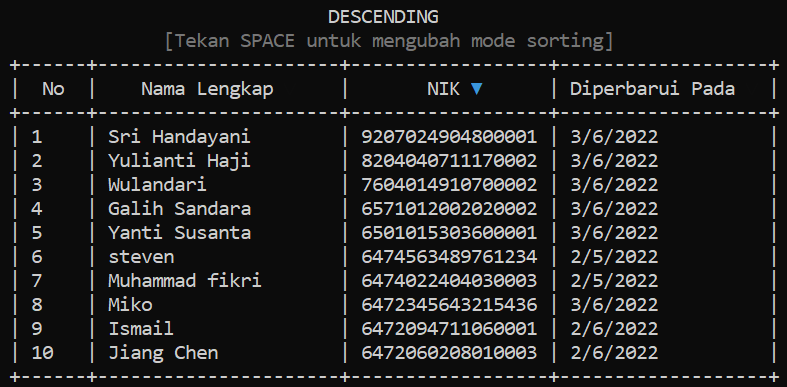 DESCENDING
[Tekan SPACE untuk mengubah mode sorting]
No | Nama Lengkap | NIK ▼ | Diperbarui Pada
1 | Sri Handayani | 9207024904800001 | 3/6/2022
2 | Yulianti Haji | 8204040711170002 | 3/6/2022
3 | Wulandari | 7604014910700002 | 3/6/2022
4 | Galih Sandara | 6571012002020002 | 3/6/2022
5 | Yanti Susanta | 6501015303600001 | 3/6/2022
6 | steven | 6474563489761234 | 2/5/2022
7 | Muhammad fikri | 6474022404030003 | 2/5/2022
8 | Miko | 6472345643215436 | 3/6/2022
9 | Ismail | 6472094711060001 | 2/6/2022
10 | Jiang Chen | 6472060208010003 | 2/6/2022